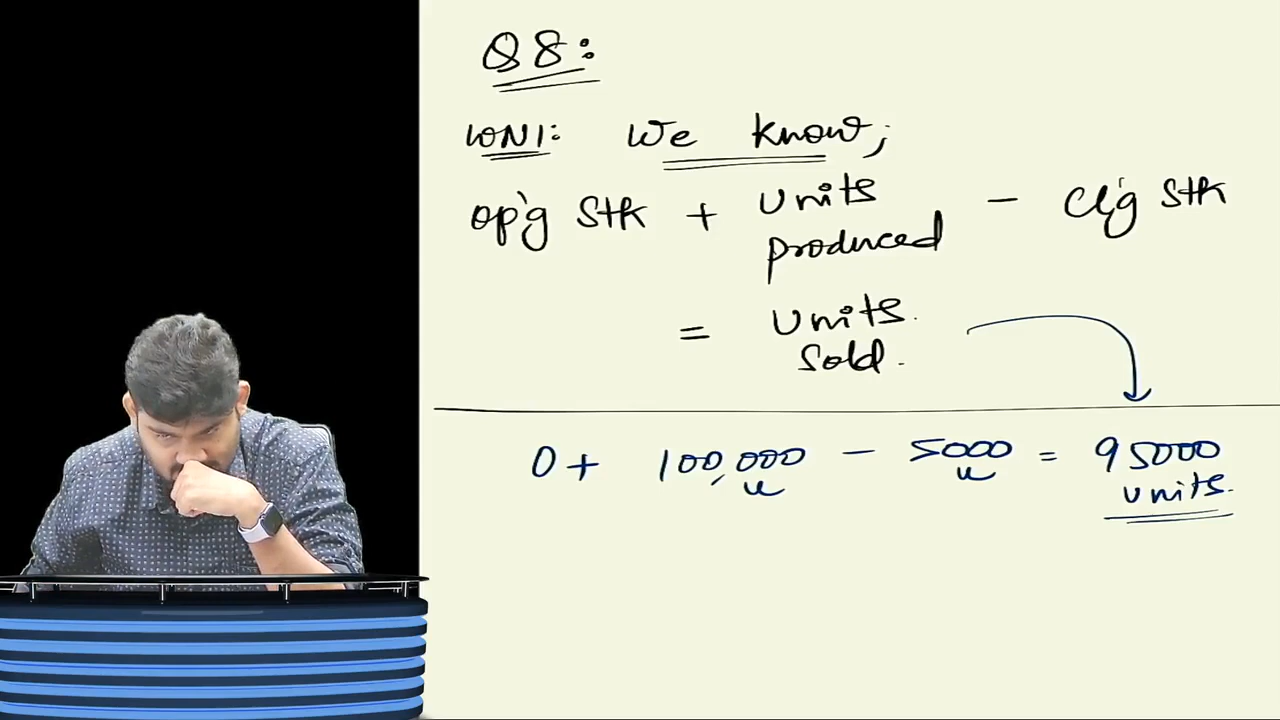 Q8:
WN1: We know;
op'g Stk + Units produced - Cl'g Stk
= Units Sold.
0 + 100,000 u - 5000 u = 95000 units.